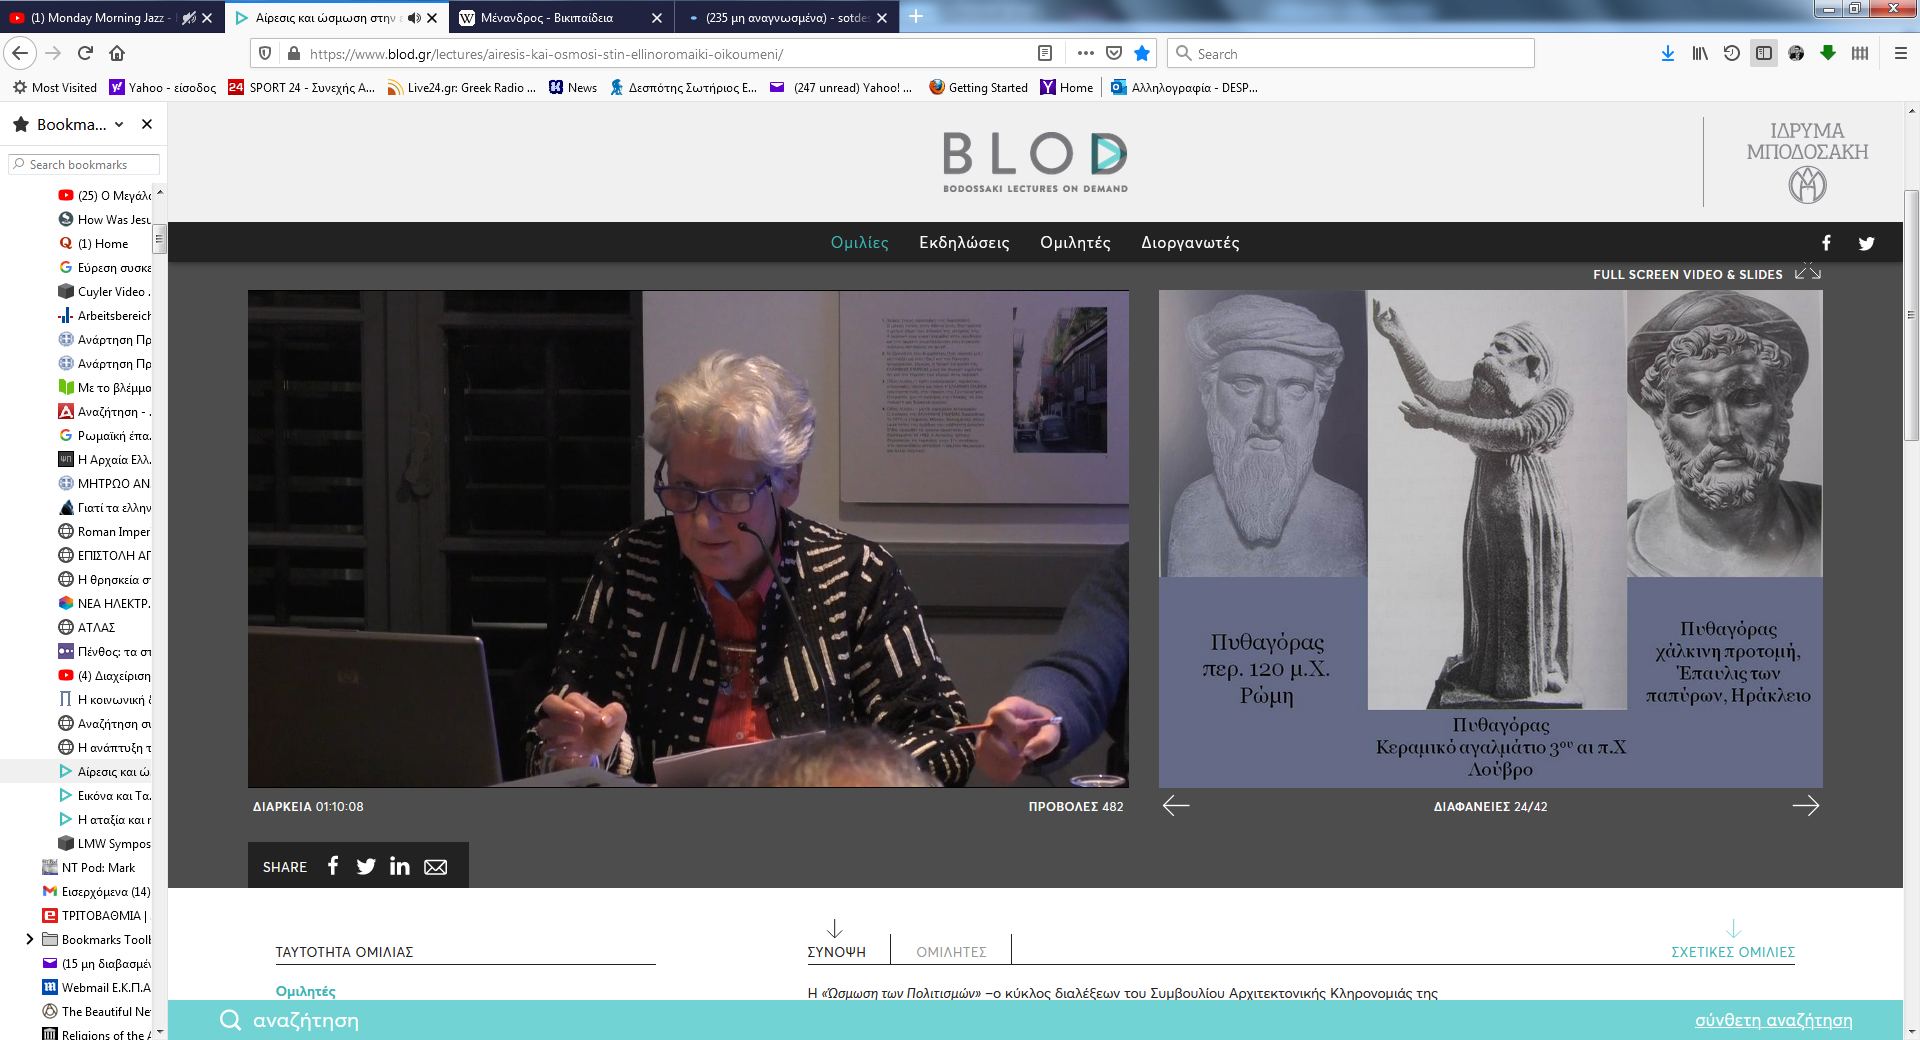 (1) Monday Morning Jazz -
Αίρεσις και ώσμωση στην ε
Μένανδρος - Βικιπαίδεια
(235 μη αναγνωσμένα) - sotdes
https://www.blod.gr/lectures/airesis-kai-osmosi-stin-ellinoromaiki-oikoumeni/
Search
Most Visited
Yahoo - είσοδος
SPORT 24 - Συνεχής Α...
Live24.gr: Greek Radio ...
News
Δεσπότης Σωτήριος Ε...
(247 unread) Yahoo! ...
Getting Started
Home
Αλληλογραφία - DESP...
Bookma...
Search bookmarks
(25) Ο Μεγάλο
How Was Jesu
(1) Home
Εύρεση συσκε
Cuyler Video .
Arbeitsbereich
Ανάρτηση Πρ
Ανάρτηση Πρ
Με το βλέμμα
Αναζήτηση - .
Ρωμαϊκή έπα.
Η Αρχαία Ελλ.
ΜΗΤΡΩΟ ΑΝ.
Γιατί τα ελλην
Roman Imper
ΕΠΙΣΤΟΛΗ ΑΓ
Η θρησκεία στ
ΝΕΑ ΗΛΕΚΤΡ.
ΑΤΛΑΣ
Πένθος: τα στ
(4) Διαχείριση
Η κοινωνική δ
Αναζήτηση συ
Η ανάπτυξη τ
Αίρεσις και ώ.
Εικόνα και Τα.
Η αταξία και η
LMW Sympos
NT Pod: Mark
Εισερχόμενα (14)
ΤΡΙΤΟΒΑΘΜΙΑ |
Bookmarks Toolb
(15 μη διαβασμέν
Webmail Ε.Κ.Π.Α
The Beautiful Ne
Religions of the A
BLOD
BODOSSAKI LECTURES ON DEMAND
ΙΔΡΥΜΑ
ΜΠΟΔΟΣΑΚΗ
Ομιλίες
Εκδηλώσεις
Ομιλητές
Διοργανωτές
FULL SCREEN VIDEO & SLIDES
Πυθαγόρας
περ. 120 μ.Χ.
Ρώμη
Πυθαγόρας
Κεραμικό αγαλμάτιο 3ου αι π.Χ
Λούβρο
Πυθαγόρας
χάλκινη προτομή,
Έπαυλις των
παπύρων, Ηράκλειο
ΔΙΑΡΚΕΙΑ 01:10:08
ΠΡΟΒΟΛΕΣ 482
ΔΙΑΦΑΝΕΙΕΣ 24/42
SHARE
ΤΑΥΤΟΤΗΤΑ ΟΜΙΛΙΑΣ
ΣΥΝΟΨΗ
ΟΜΙΛΗΤΕΣ
ΣΧΕΤΙΚΕΣ ΟΜΙΛΙΕΣ
Ομιλητές
Η «Ώσμωση των Πολιτισμών» –ο κύκλος διαλέξεων του Συμβουλίου Αρχιτεκτονικής Κληρονομιάς της
αναζήτηση
σύνθετη αναζήτηση